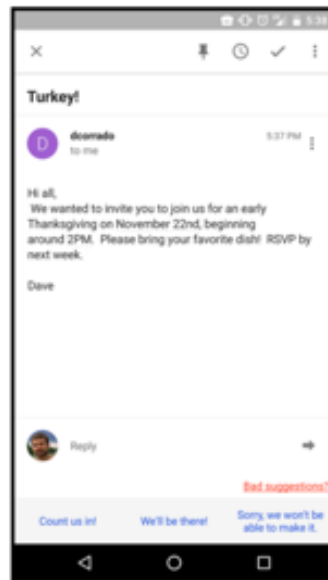 5:38
Turkey!
D
dcorrado
5:37 PM
to me
Hi all,
We wanted to invite you to join us for an early
Thanksgiving on November 22nd, beginning
around 2PM. Please bring your favorite dish! RSVP by
next week.
Dave
Reply
Bad suggestions?
Count us in!
We'll be there!
Sorry, we won't be
able to make it.